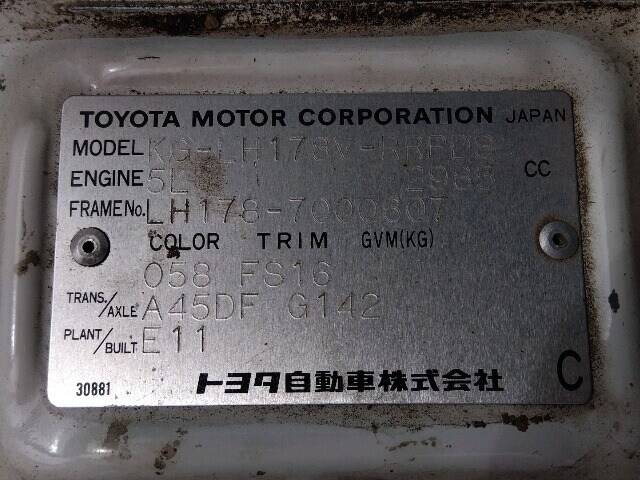 TOYOTA MOTOR CORPORATION JAPAN
MODEL KG-LH178V-RRPDS
ENGINE 5L 2985 CC
FRAME No. LH178-7000607
COLOR TRIM GVM(KG)
058 FS16
TRANS./AXLE A45DF G142
PLANT/BUILT E11
30881 トヨタ自動車株式会社 C